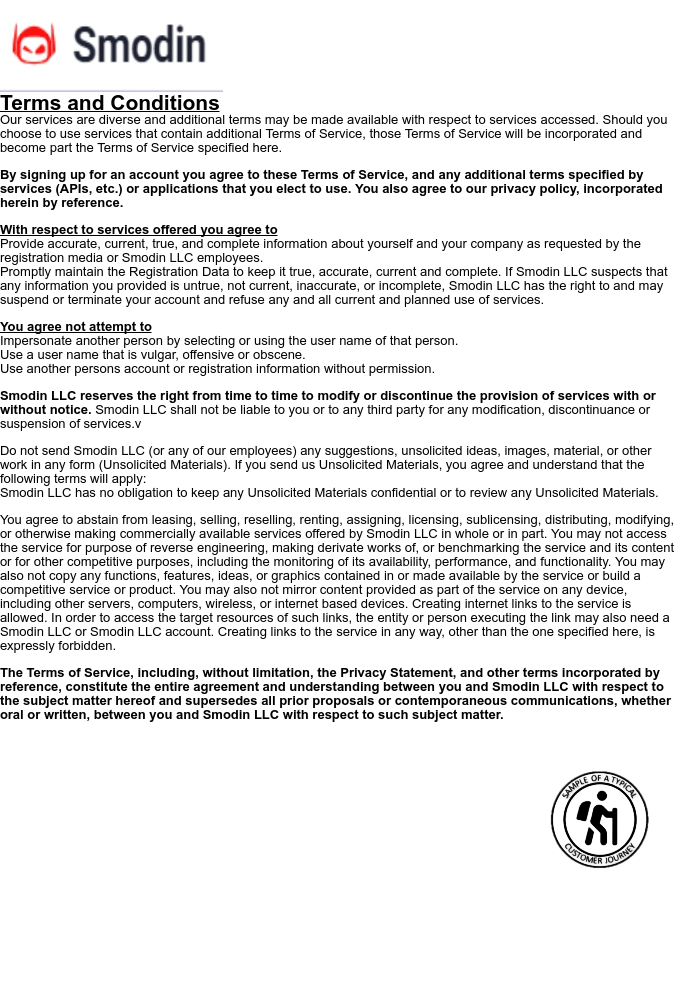 Smodin
Terms and Conditions
Our services are diverse and additional terms may be made available with respect to services accessed. Should you
choose to use services that contain additional Terms of Service, those Terms of Service will be incorporated and
become part the Terms of Service specified here.
By signing up for an account you agree to these Terms of Service, and any additional terms specified by
services (APIs, etc.) or applications that you elect to use. You also agree to our privacy policy, incorporated
herein by reference.
With respect to services offered you agree to
Provide accurate, current, true, and complete information about yourself and your company as requested by the
registration media or Smodin LLC employees.
Promptly maintain the Registration Data to keep it true, accurate, current and complete. If Smodin LLC suspects that
any information you provided is untrue, not current, inaccurate, or incomplete, Smodin LLC has the right to and may
suspend or terminate your account and refuse any and all current and planned use of services.
You agree not attempt to
Impersonate another person by selecting or using the user name of that person.
Use a user name that is vulgar, offensive or obscene.
Use another persons account or registration information without permission.
Smodin LLC reserves the right from time to time to modify or discontinue the provision of services with or
without notice. Smodin LLC shall not be liable to you or to any third party for any modification, discontinuance or
suspension of services.v
Do not send Smodin LLC (or any of our employees) any suggestions, unsolicited ideas, images, material, or other
work in any form (Unsolicited Materials). If you send us Unsolicited Materials, you agree and understand that the
following terms will apply:
Smodin LLC has no obligation to keep any Unsolicited Materials confidential or to review any Unsolicited Materials.
You agree to abstain from leasing, selling, reselling, renting, assigning, licensing, sublicensing, distributing, modifying,
or otherwise making commercially available services offered by Smodin LLC in whole or in part. You may not access
the service for purpose of reverse engineering, making derivate works of, or benchmarking the service and its content
or for other competitive purposes, including the monitoring of its availability, performance, and functionality. You may
also not copy any functions, features, ideas, or graphics contained in or made available by the service or build a
competitive service or product. You may also not mirror content provided as part of the service on any device,
including other servers, computers, wireless, or internet based devices. Creating internet links to the service is
allowed. In order to access the target resources of such links, the entity or person executing the link may also need a
Smodin LLC or Smodin LLC account. Creating links to the service in any way, other than the one specified here, is
expressly forbidden.
The Terms of Service, including, without limitation, the Privacy Statement, and other terms incorporated by
reference, constitute the entire agreement and understanding between you and Smodin LLC with respect to
the subject matter hereof and supersedes all prior proposals or contemporaneous communications, whether
oral or written, between you and Smodin LLC with respect to such subject matter.
SAMPLE OF A TYPICAL
CUSTOMER JOURNEY